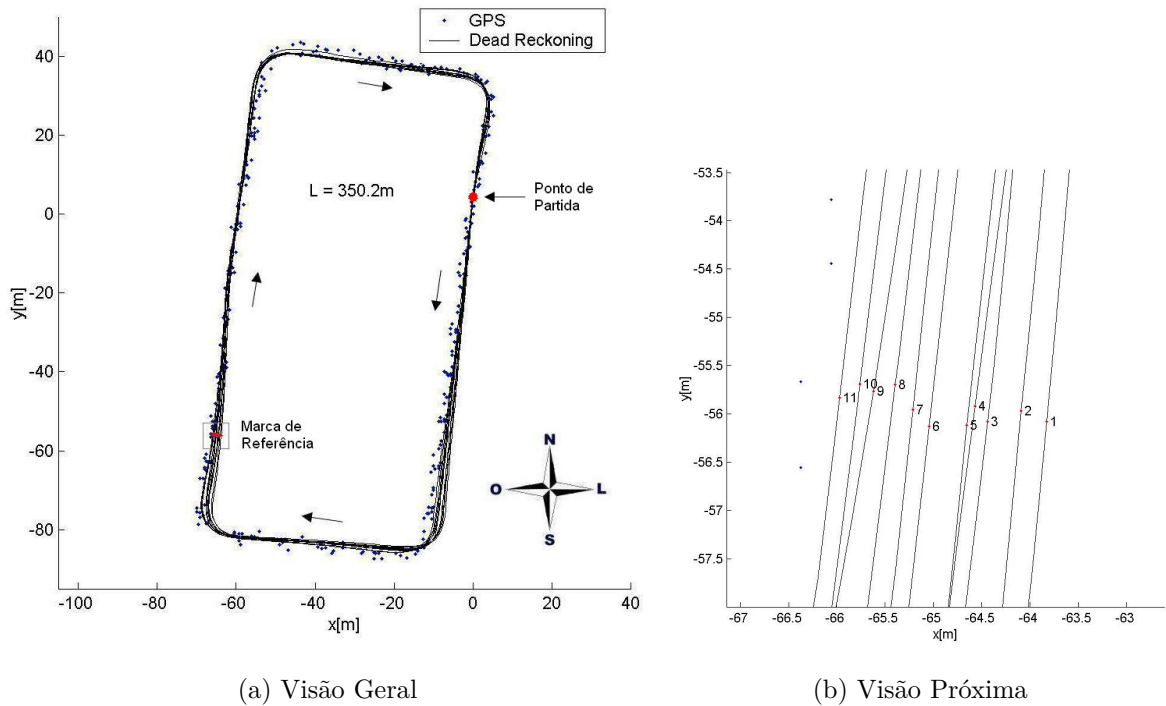 GPS
Dead Reckoning
40
20
0
-20
-40
-60
-80
y[m]
L = 350.2m
Ponto de
Partida
Marca de
Referência
N
O
L
S
-100
-80
-60
-40
-20
0
20
40
x[m]
(a) Visão Geral
-53.5
-54
-54.5
-55
-55.5
-56
-56.5
-57
-57.5
y[m]
11
10
9
8
7
6
5
4
3
2
1
-67
-66.5
-66
-65.5
-65
-64.5
-64
-63.5
-63
x[m]
(b) Visão Próxima